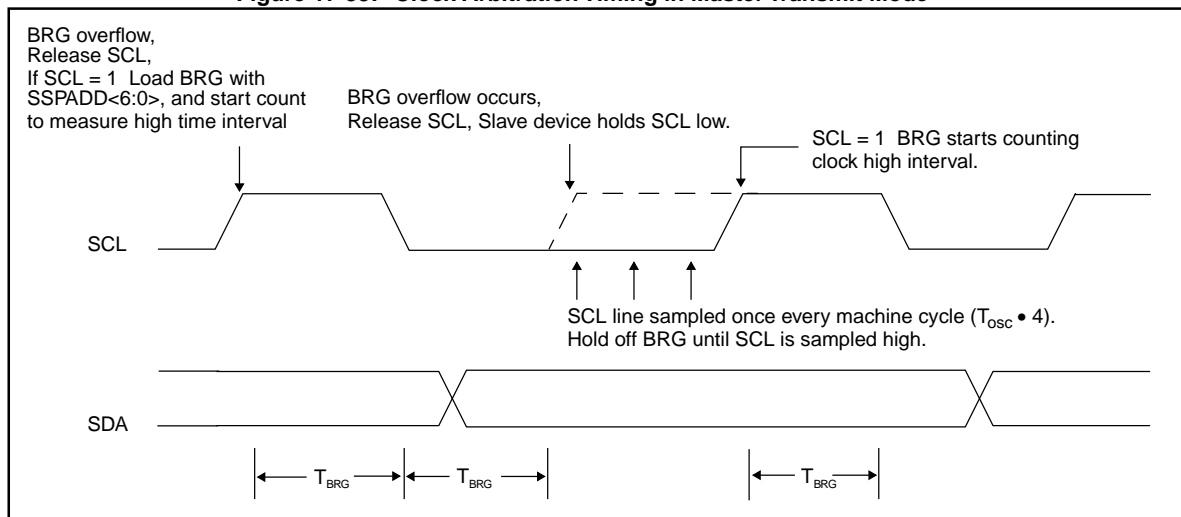 Clock Arbitration Timing in Master Transmit Mode
BRG overflow,
Release SCL,
If SCL = 1 Load BRG with
SSPADD<6:0>, and start count
to measure high time interval
BRG overflow occurs,
Release SCL, Slave device holds SCL low.
SCL = 1 BRG starts counting
clock high interval.
SCL
SCL line sampled once every machine cycle (Tosc • 4).
Hold off BRG until SCL is sampled high.
SDA
TBRG
TBRG
TBRG